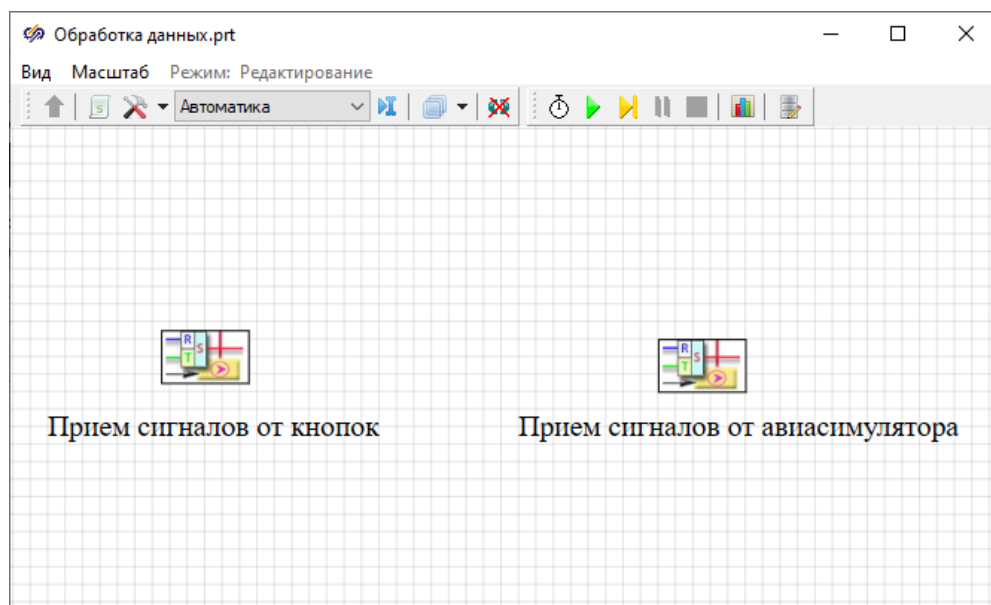 Обработка данных.prt
Вид Масштаб Режим: Редактирование
Автоматика
R S T
R S T
Прием сигналов от кнопок
Прием сигналов от авиасимулятора